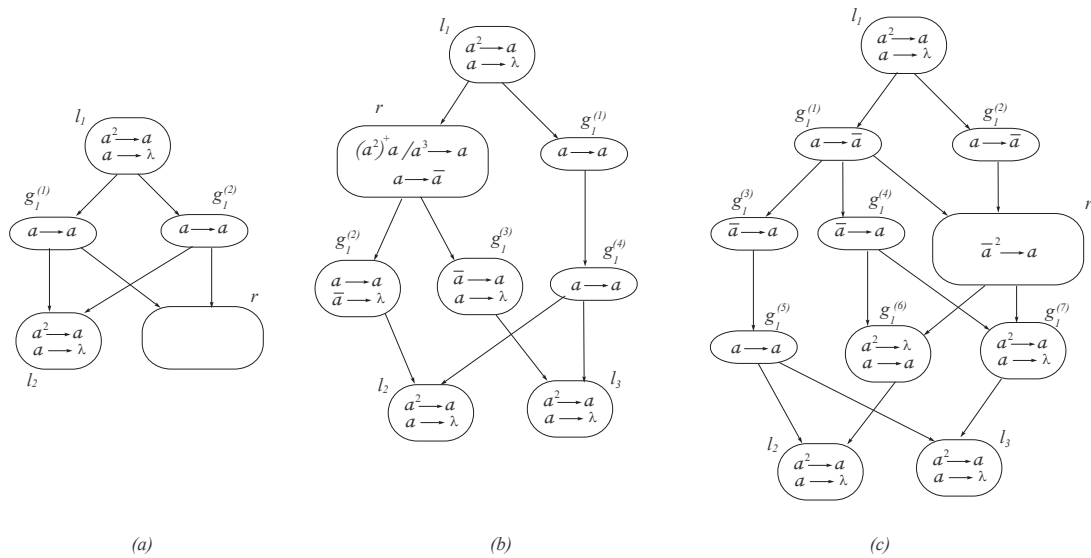 l₁
a² → a
a → λ
g₁⁽¹⁾
g₁⁽²⁾
a → a
a → a
r
a² → a
a → λ
l₂
(a)
l₁
a² → a
a → λ
r
(a²)⁺a /a³ → a
a → a̅
g₁⁽¹⁾
a → a
g₁⁽²⁾
a → a
a̅ → λ
g₁⁽³⁾
a̅ → a
a → λ
g₁⁽⁴⁾
a → a
l₂
a² → a
a → λ
l₃
a² → a
a → λ
(b)
l₁
a² → a
a → λ
g₁⁽¹⁾
a → a̅
g₁⁽²⁾
a → a̅
g₁⁽³⁾
a̅ → a
g₁⁽⁴⁾
a̅ → a
r
a̅² → a
g₁⁽⁵⁾
a → a
g₁⁽⁶⁾
a² → λ
a → a
g₁⁽⁷⁾
a² → a
a → λ
l₂
a² → a
a → λ
l₃
a² → a
a → λ
(c)